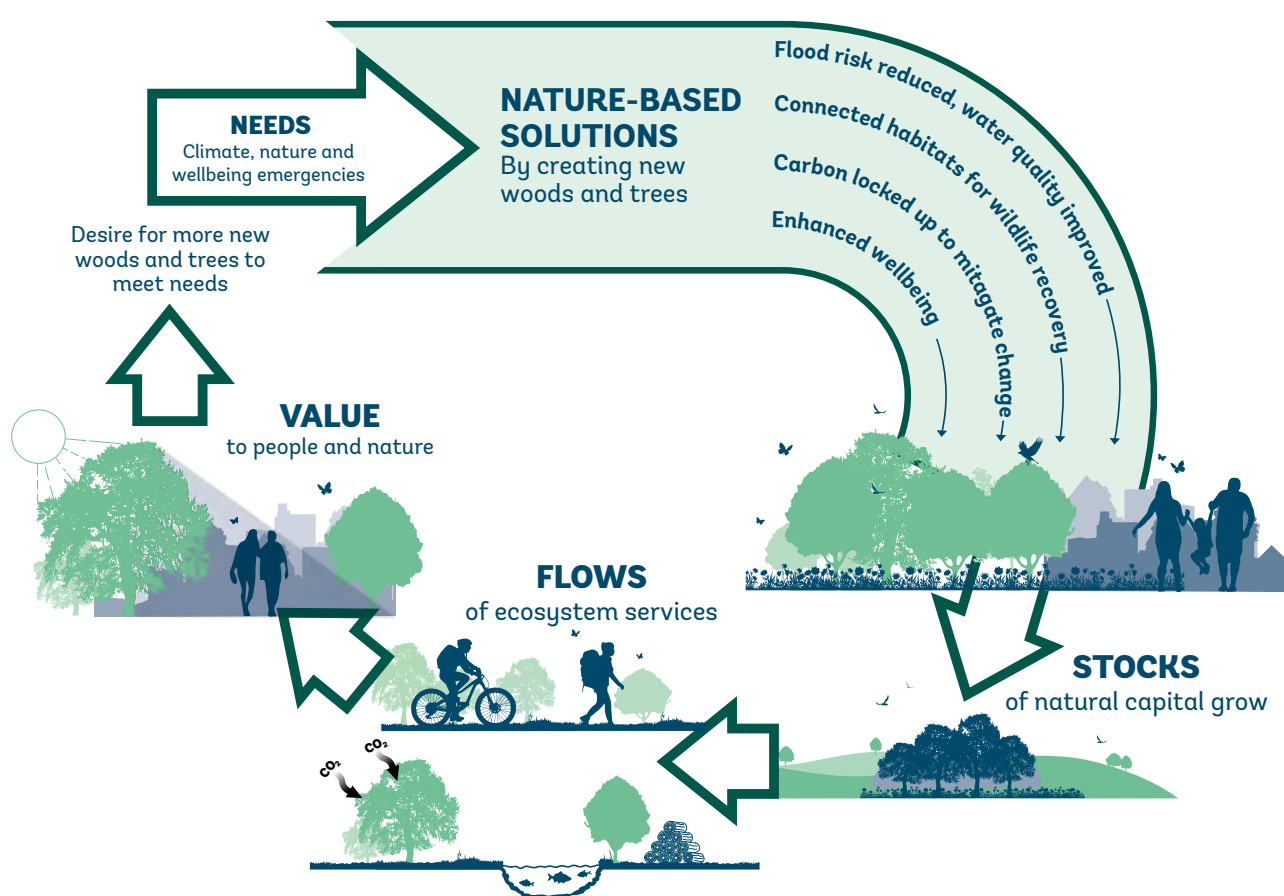 NEEDS
Climate, nature and
wellbeing emergencies
NATURE-BASED
SOLUTIONS
By creating new
woods and trees
Flood risk reduced, water quality improved
Connected habitats for wildlife recovery
Carbon locked up to mitagate change
Enhanced wellbeing
Desire for more new
woods and trees to
meet needs
VALUE
to people and nature
FLOWS
of ecosystem services
STOCKS
of natural capital grow
CO₂
CO₂